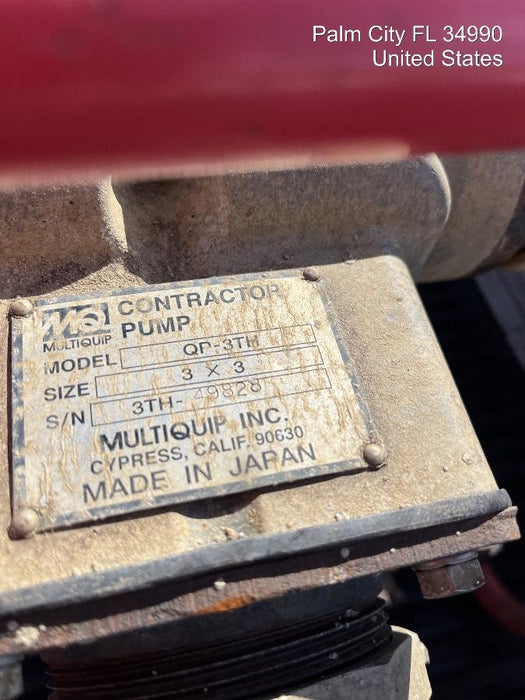 Palm City FL 34990
United States
MQ CONTRACTOR
MULTIQUIP PUMP
MODEL QP-3TH
SIZE 3 X 3
S/N 3TH- 49828
MULTIQUIP INC.
CYPRESS, CALIF. 90630
MADE IN JAPAN